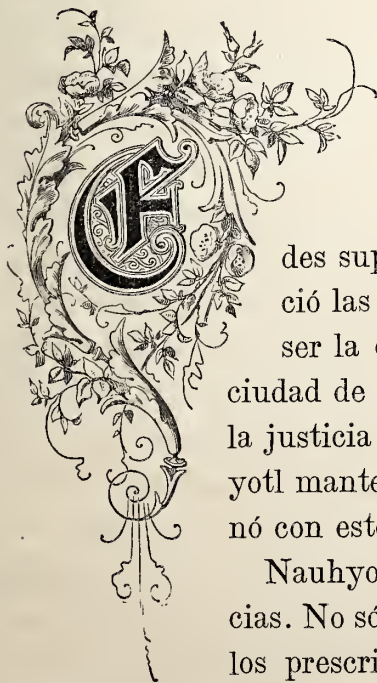 E
des sup
ció las
ser la
ciudad de
la justicia
yotl mante
nó con est
Nauhyo
cias. No só
los prescri